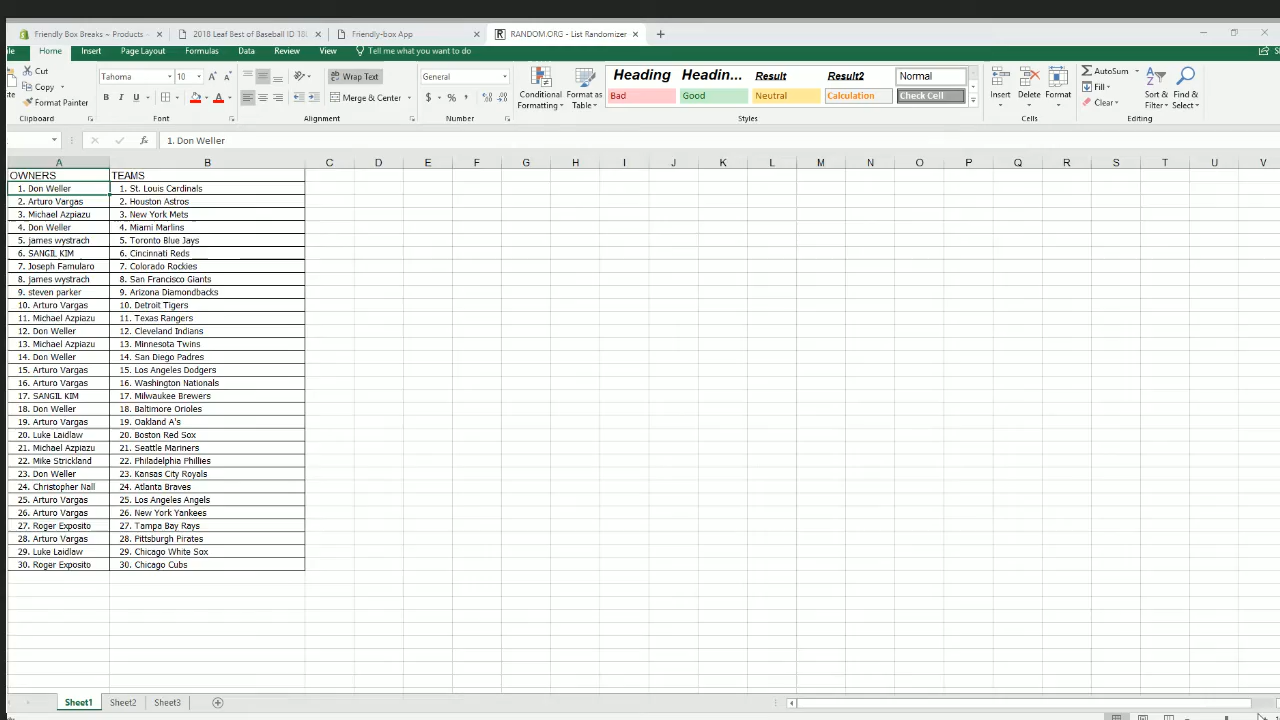 Friendly Box Breaks ~ Products -
2018 Leaf Best of Baseball ID 18
Friendly-box App
RANDOM.ORG - List Randomizer
Home Insert Page Layout Formulas Data Review View Tell me what you want to do
Cut
Copy
Format Painter
Clipboard
Tahoma 10
B I U
Font
Wrap Text
Merge & Center
Alignment
General
$ % ,
Number
Conditional Formatting
Format as Table
Heading Headin... Result Result2 Normal
Bad Good Neutral Calculation Check Cell
Styles
Insert Delete Format
Cells
AutoSum
Fill
Clear
Sort & Filter
Find & Select
Editing
fx 1. Don Weller
A B C D E F G H I J K L M N O P Q R S T U V
OWNERS TEAMS
1. Don Weller 1. St. Louis Cardinals
2. Arturo Vargas 2. Houston Astros
3. Michael Azpiazu 3. New York Mets
4. Don Weller 4. Miami Marlins
5. james wystrach 5. Toronto Blue Jays
6. SANGIL KIM 6. Cincinnati Reds
7. Joseph Famularo 7. Colorado Rockies
8. james wystrach 8. San Francisco Giants
9. steven parker 9. Arizona Diamondbacks
10. Arturo Vargas 10. Detroit Tigers
11. Michael Azpiazu 11. Texas Rangers
12. Don Weller 12. Cleveland Indians
13. Michael Azpiazu 13. Minnesota Twins
14. Don Weller 14. San Diego Padres
15. Arturo Vargas 15. Los Angeles Dodgers
16. Arturo Vargas 16. Washington Nationals
17. SANGIL KIM 17. Milwaukee Brewers
18. Don Weller 18. Baltimore Orioles
19. Arturo Vargas 19. Oakland A's
20. Luke Laidlaw 20. Boston Red Sox
21. Michael Azpiazu 21. Seattle Mariners
22. Mike Strickland 22. Philadelphia Phillies
23. Don Weller 23. Kansas City Royals
24. Christopher Nall 24. Atlanta Braves
25. Arturo Vargas 25. Los Angeles Angels
26. Arturo Vargas 26. New York Yankees
27. Roger Exposito 27. Tampa Bay Rays
28. Arturo Vargas 28. Pittsburgh Pirates
29. Luke Laidlaw 29. Chicago White Sox
30. Roger Exposito 30. Chicago Cubs
Sheet1 Sheet2 Sheet3